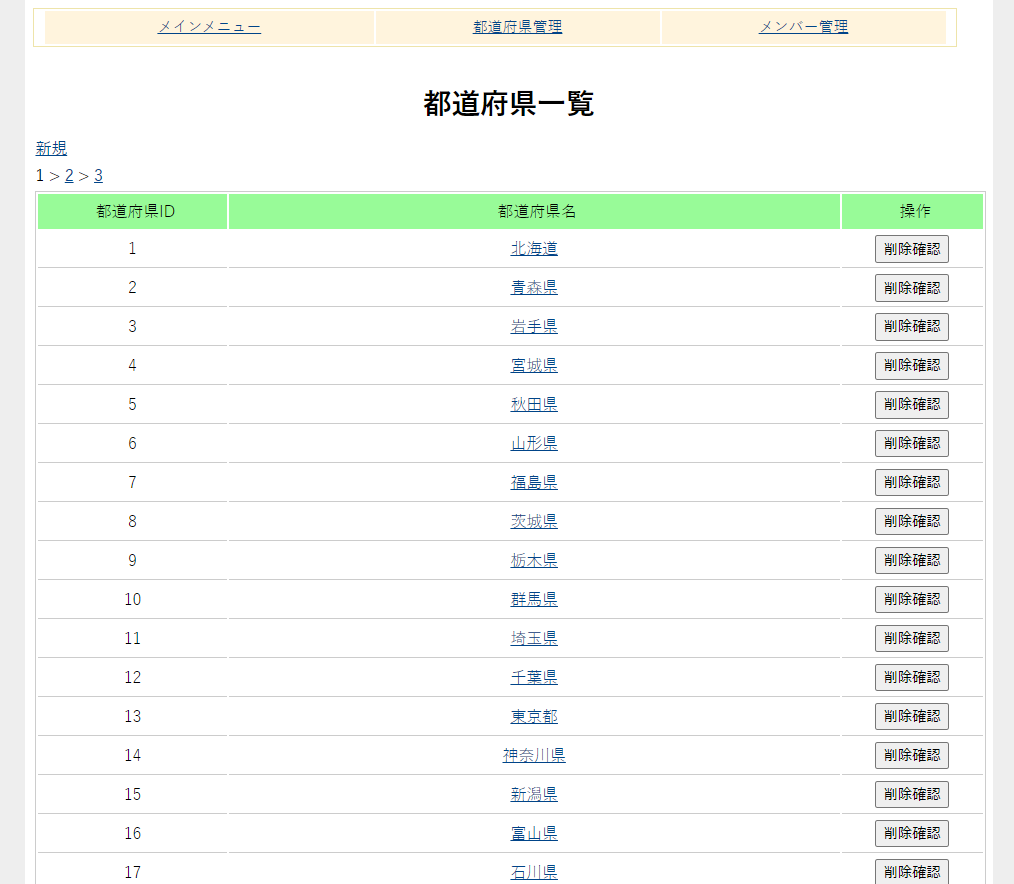 メインメニュー 都道府県管理 メンバー管理
都道府県一覧
新規
1 > 2 > 3
都道府県ID 都道府県名 操作
1 北海道 削除確認
2 青森県 削除確認
3 岩手県 削除確認
4 宮城県 削除確認
5 秋田県 削除確認
6 山形県 削除確認
7 福島県 削除確認
8 茨城県 削除確認
9 栃木県 削除確認
10 群馬県 削除確認
11 埼玉県 削除確認
12 千葉県 削除確認
13 東京都 削除確認
14 神奈川県 削除確認
15 新潟県 削除確認
16 富山県 削除確認
17 石川県 削除確認